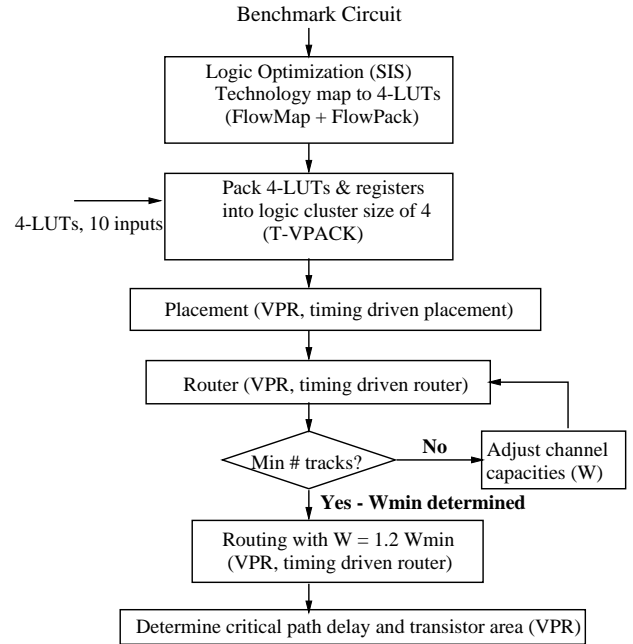 Benchmark Circuit
Logic Optimization (SIS)
Technology map to 4-LUTs
(FlowMap + FlowPack)
Pack 4-LUTs & registers
into logic cluster size of 4
(T-VPACK)
4-LUTs, 10 inputs
Placement (VPR, timing driven placement)
Router (VPR, timing driven router)
Min # tracks?
No
Adjust channel
capacities (W)
Yes - Wmin determined
Routing with W = 1.2 Wmin
(VPR, timing driven router)
Determine critical path delay and transistor area (VPR)